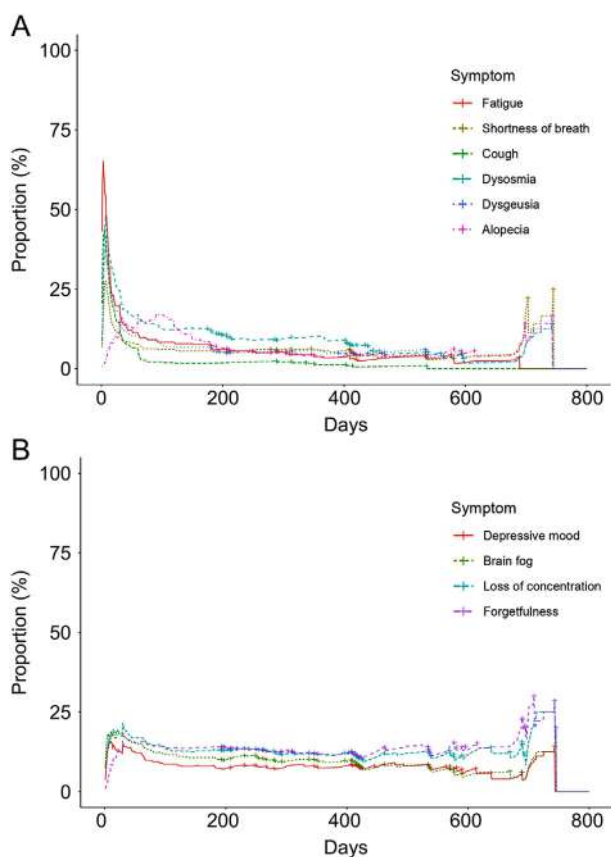 A
100
75
50
25
0
Proportion (%)
Symptom
Fatigue
Shortness of breath
Cough
Dysosmia
Dysgeusia
Alopecia
0 200 400 600 800
Days
B
100
75
50
25
0
Proportion (%)
Symptom
Depressive mood
Brain fog
Loss of concentration
Forgetfulness
0 200 400 600 800
Days